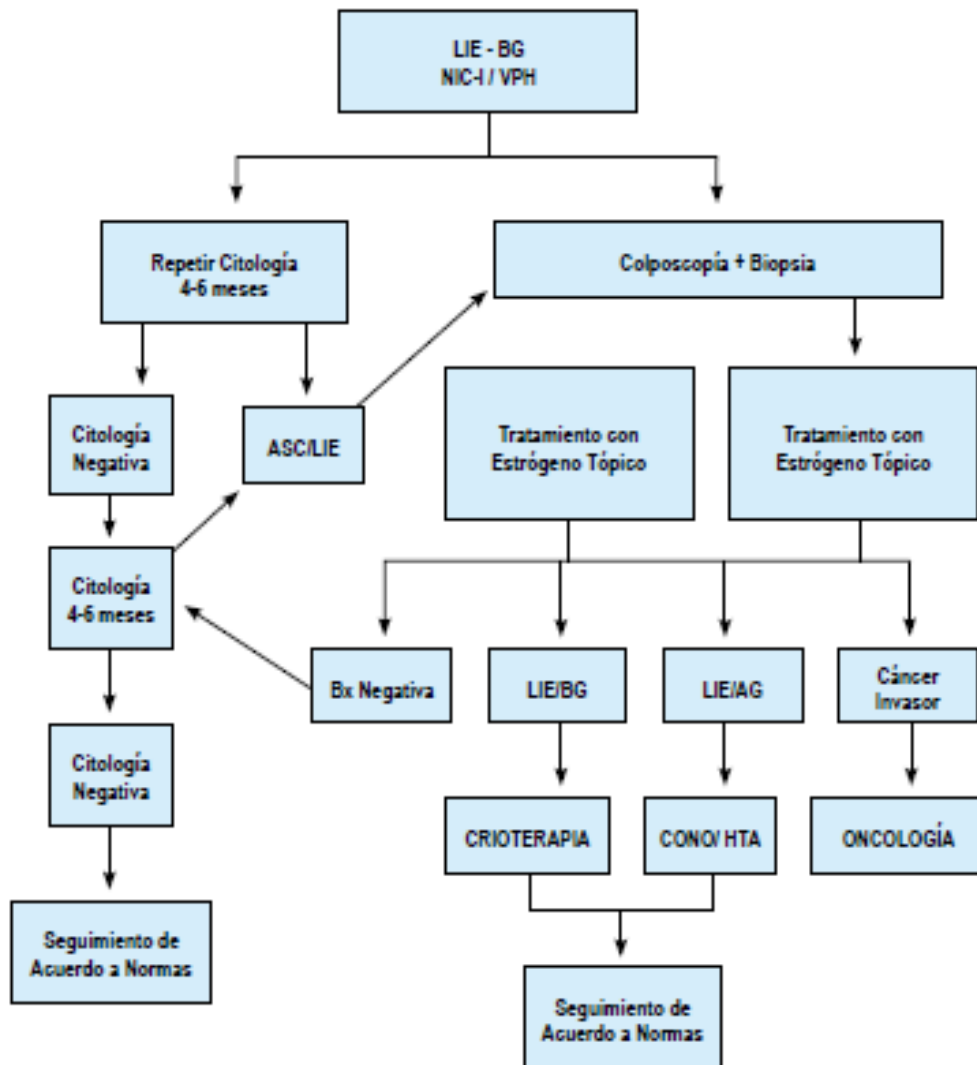 LIE - BG
NIC-I / VPH
Repetir Citología
4-6 meses
Colposcopía + Biopsia
Citología
Negativa
ASC/LIE
Tratamiento con
Estrógeno Tópico
Tratamiento con
Estrógeno Tópico
Citología
4-6 meses
Bx Negativa
LIE/BG
LIE/AG
Cáncer
Invasor
Citología
Negativa
CRIOTERAPIA
CONO/ HTA
ONCOLOGÍA
Seguimiento de
Acuerdo a Normas
Seguimiento de
Acuerdo a Normas